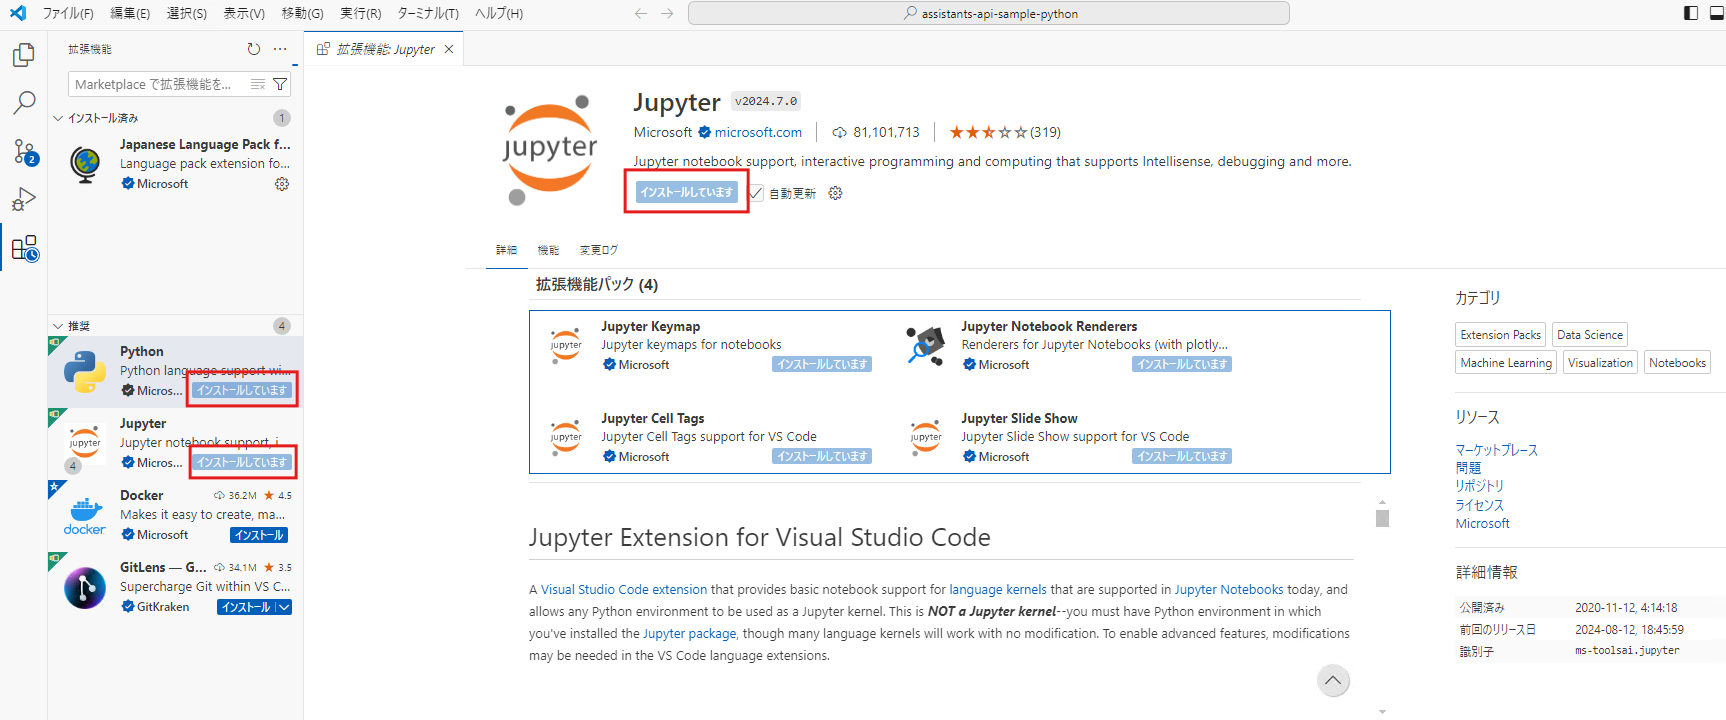 ファイル(F) 編集(E) 選択(S) 表示(V) 移動(G) 実行(R) ターミナル(T) ヘルプ(H)
assistants-api-sample-python
拡張機能
Marketplace で拡張機能を...
インストール済み 1
Japanese Language Pack f...
Language pack extension fo...
Microsoft
2
推奨 4
Python
Python language support wi...
Micros... インストールしています
Jupyter
Jupyter notebook support, i
Micros... インストールしています
jupyter
4
Docker 36.2M ★ 4.5
Makes it easy to create, ma...
Microsoft インストール
docker
GitLens — G... 34.1M ★ 3.5
Supercharge Git within VS C...
GitKraken インストール
拡張機能: Jupyter
jupyter
Jupyter v2024.7.0
Microsoft microsoft.com 81,101,713 (319)
Jupyter notebook support, interactive programming and computing that supports Intellisense, debugging and more.
インストールしています 自動更新
詳細 機能 変更ログ
拡張機能パック (4)
jupyter
Jupyter Keymap
Jupyter keymaps for notebooks
Microsoft インストールしています
Jupyter Notebook Renderers
Renderers for Jupyter Notebooks (with plotly...
Microsoft インストールしています
jupyter
Jupyter Cell Tags
Jupyter Cell Tags support for VS Code
Microsoft インストールしています
jupyter
Jupyter Slide Show
Jupyter Slide Show support for VS Code
Microsoft インストールしています
Jupyter Extension for Visual Studio Code
A Visual Studio Code extension that provides basic notebook support for language kernels that are supported in Jupyter Notebooks today, and
allows any Python environment to be used as a Jupyter kernel. This is NOT a Jupyter kernel--you must have Python environment in which
you've installed the Jupyter package, though many language kernels will work with no modification. To enable advanced features, modifications
may be needed in the VS Code language extensions.
カテゴリ
Extension Packs Data Science
Machine Learning Visualization Notebooks
リソース
マーケットプレース
問題
リポジトリ
ライセンス
Microsoft
詳細情報
公開済み 2020-11-12, 4:14:18
前回のリリース日 2024-08-12, 18:45:59
識別子 ms-toolsai.jupyter